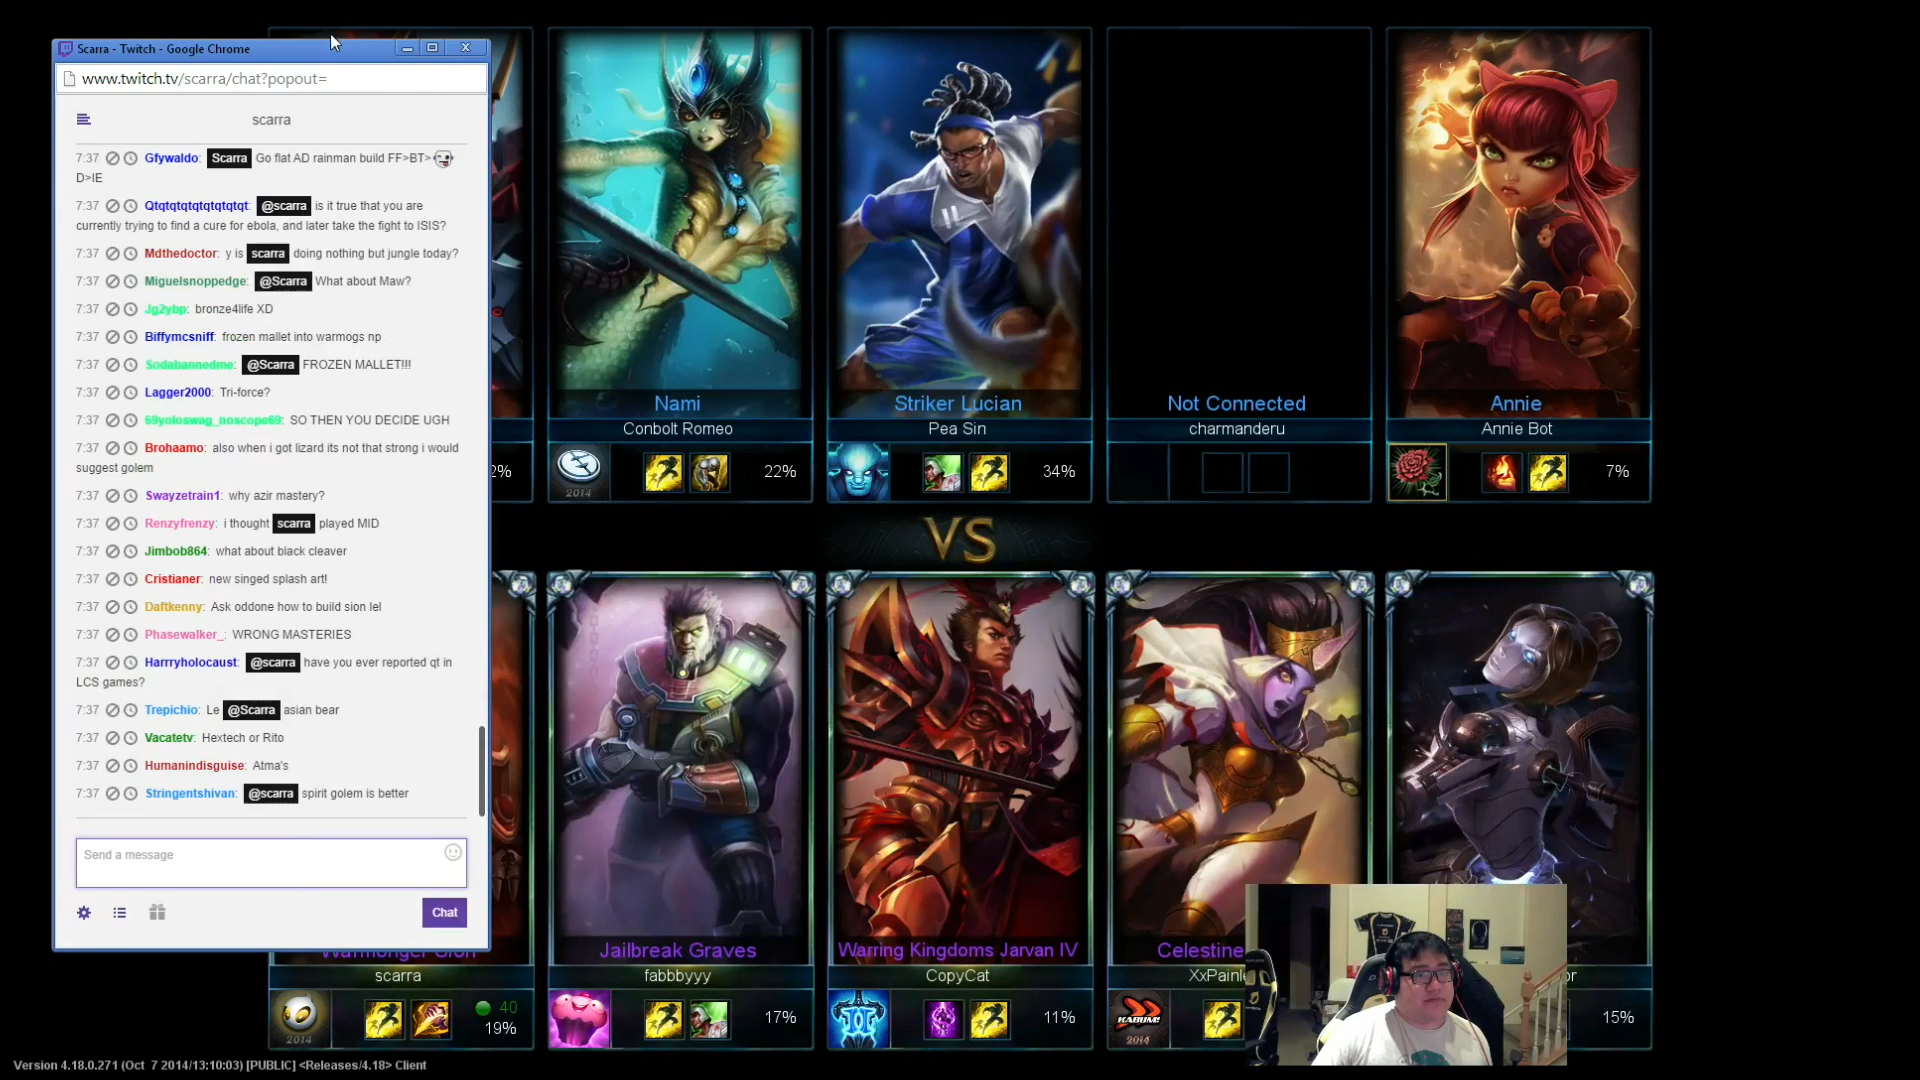 Scarra - Twitch - Google Chrome
www.twitch.tv/scarra/chat?popout=
scarra
7:37 Gfywaldo: Scarra Go flat AD rainman build FF>BT>
D>IE
7:37 Qtqtqtqtqtqtqtqtqt: @scarra is it true that you are
currently trying to find a cure for ebola, and later take the fight to ISIS?
7:37 Mdthedoctor: y is scarra doing nothing but jungle today?
7:37 Miguelsnoppedge: @Scarra What about Maw?
7:37 Jg2ybp: bronze4life XD
7:37 Biffymcsniff: frozen mallet into warmogs np
7:37 Sodabannedme: @Scarra FROZEN MALLET!!!
7:37 Lagger2000: Tri-force?
7:37 69yoloswag_noscope69: SO THEN YOU DECIDE UGH
7:37 Brohaamo: also when i got lizard its not that strong i would
suggest golem
7:37 Swayzetrain1: why azir mastery?
7:37 Renzyfrenzy: i thought scarra played MID
7:37 Jimbob864: what about black cleaver
7:37 Cristianer: new singed splash art!
7:37 Daftkenny: Ask oddone how to build sion lel
7:37 Phasewalker_: WRONG MASTERIES
7:37 Harrryholocaust: @scarra have you ever reported qt in
LCS games?
7:37 Trepichio: Le @Scarra asian bear
7:37 Vacatetv: Hextech or Rito
7:37 Humanindisguise: Atma's
7:37 Stringentshivan: @scarra spirit golem is better
Send a message
Chat
Nami
Conbolt Romeo
2014
22%
Striker Lucian
Pea Sin
34%
Not Connected
charmanderu
Annie
Annie Bot
7%
2%
VS
Warmonger Sion
scarra
2014
40
19%
Jailbreak Graves
fabbbyyy
17%
Warring Kingdoms Jarvan IV
CopyCat
11%
Celestine
XxPainle
KABUM!
2014
or
15%
Version 4.18.0.271 (Oct 7 2014/13:10:03) [PUBLIC] <Releases/4.18> Client